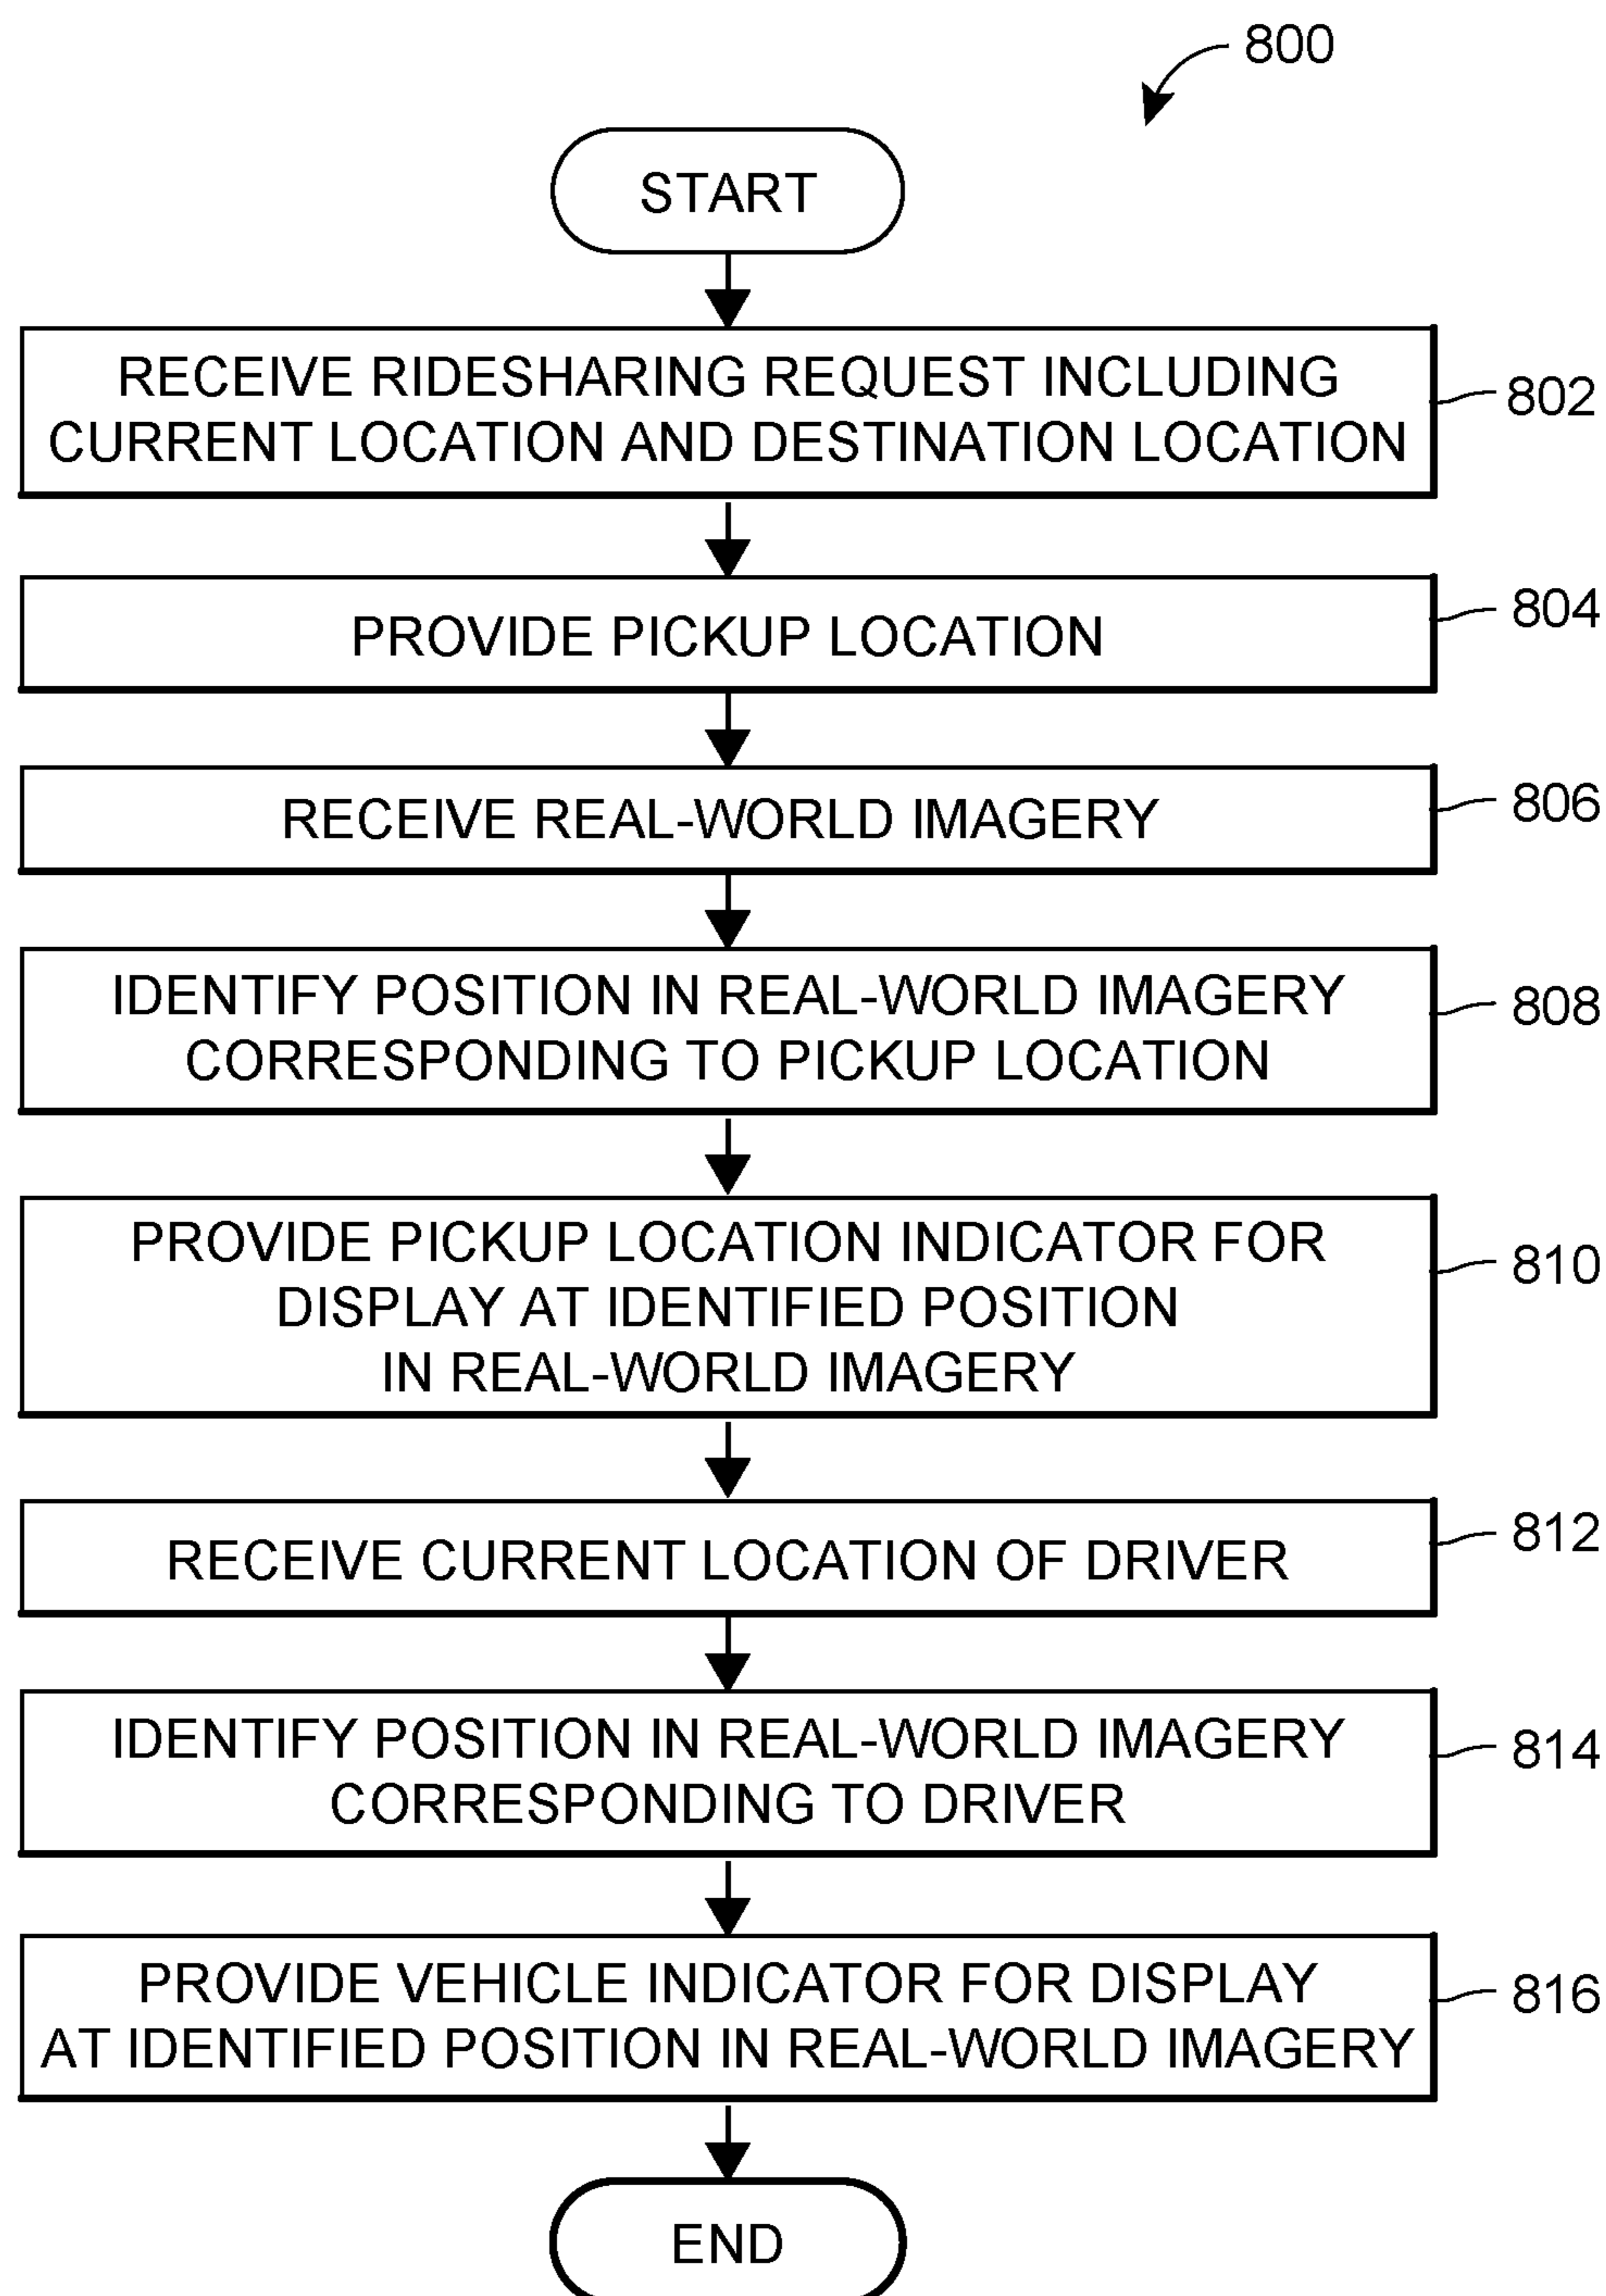 800
START
RECEIVE RIDESHARING REQUEST INCLUDING
CURRENT LOCATION AND DESTINATION LOCATION
802
PROVIDE PICKUP LOCATION
804
RECEIVE REAL-WORLD IMAGERY
806
IDENTIFY POSITION IN REAL-WORLD IMAGERY
CORRESPONDING TO PICKUP LOCATION
808
PROVIDE PICKUP LOCATION INDICATOR FOR
DISPLAY AT IDENTIFIED POSITION
IN REAL-WORLD IMAGERY
810
RECEIVE CURRENT LOCATION OF DRIVER
812
IDENTIFY POSITION IN REAL-WORLD IMAGERY
CORRESPONDING TO DRIVER
814
PROVIDE VEHICLE INDICATOR FOR DISPLAY
AT IDENTIFIED POSITION IN REAL-WORLD IMAGERY
816
END